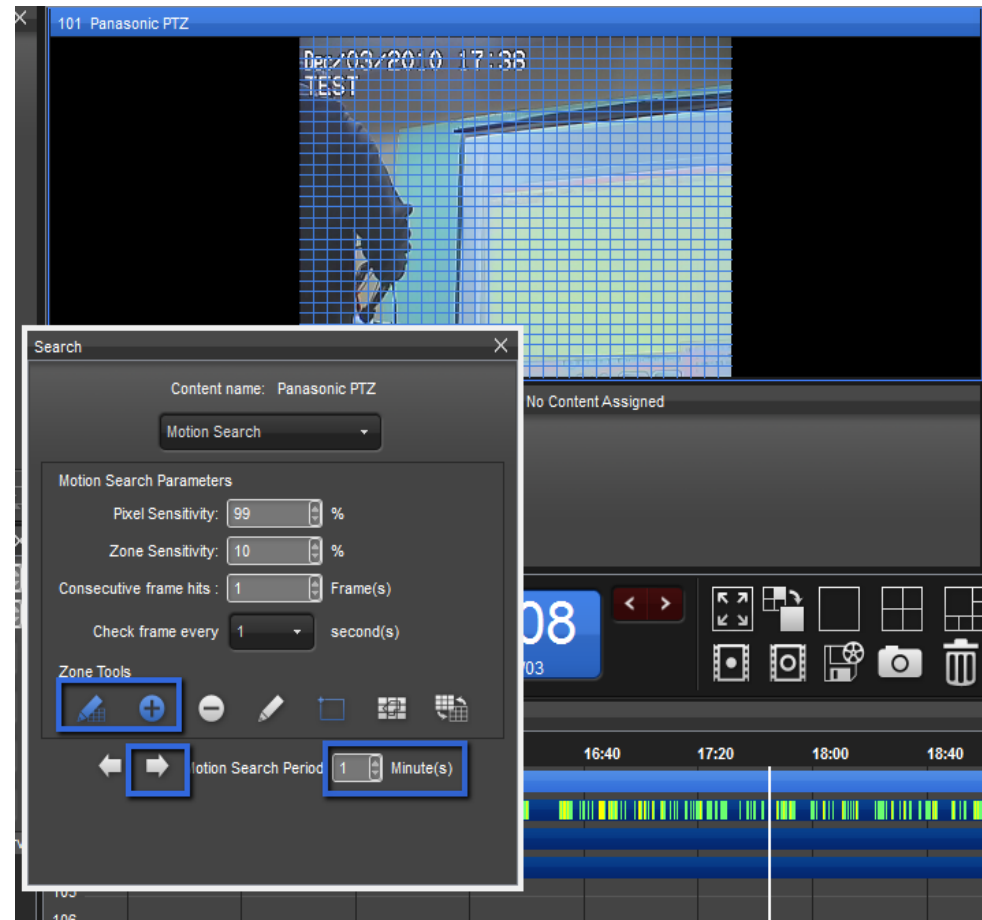 101 Panasonic PTZ
Dec/03/2010 17:38
TEST
Search
Content name: Panasonic PTZ
Motion Search
Motion Search Parameters
Pixel Sensitivity: 99 %
Zone Sensitivity: 10 %
Consecutive frame hits : 1 Frame(s)
Check frame every 1 second(s)
Zone Tools
otion Search Period 1 Minute(s)
No Content Assigned
08
/03
16:40 17:20 18:00 18:40
105
106